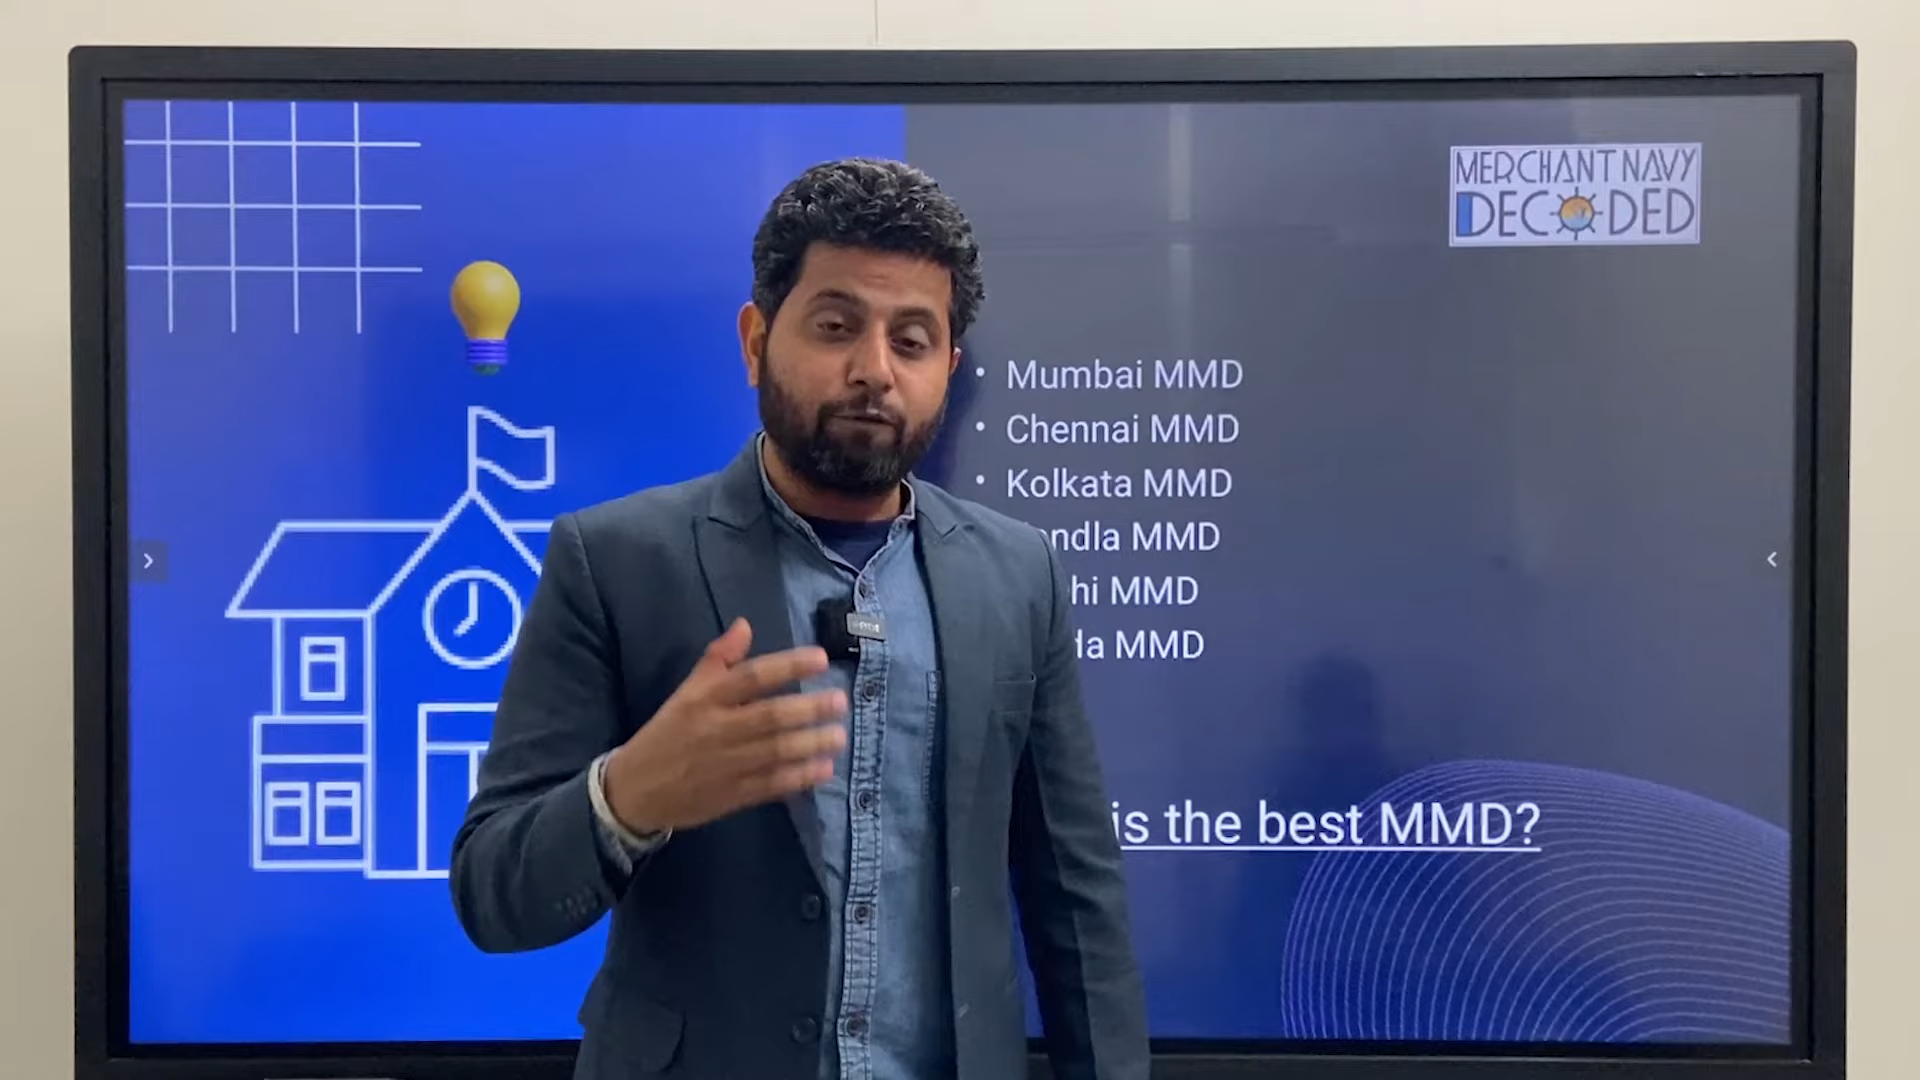 MERCHANT NAVY
DECODED
Mumbai MMD
Chennai MMD
Kolkata MMD
MMD
MMD
MMD
is the best MMD?